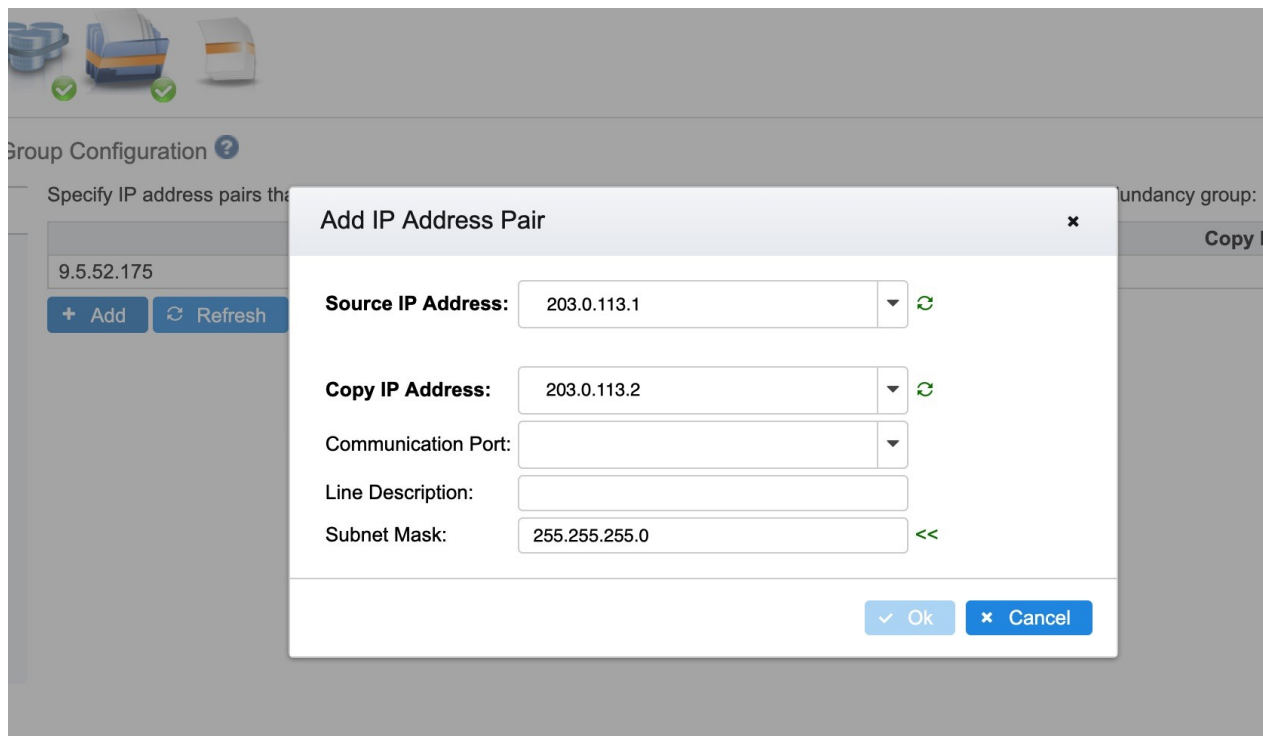 Group Configuration ?
Specify IP address pairs
undancy group:
Copy
9.5.52.175
+ Add
Refresh
Add IP Address Pair
Source IP Address:
203.0.113.1
Copy IP Address:
203.0.113.2
Communication Port:
Line Description:
Subnet Mask:
255.255.255.0
<<
Ok
Cancel